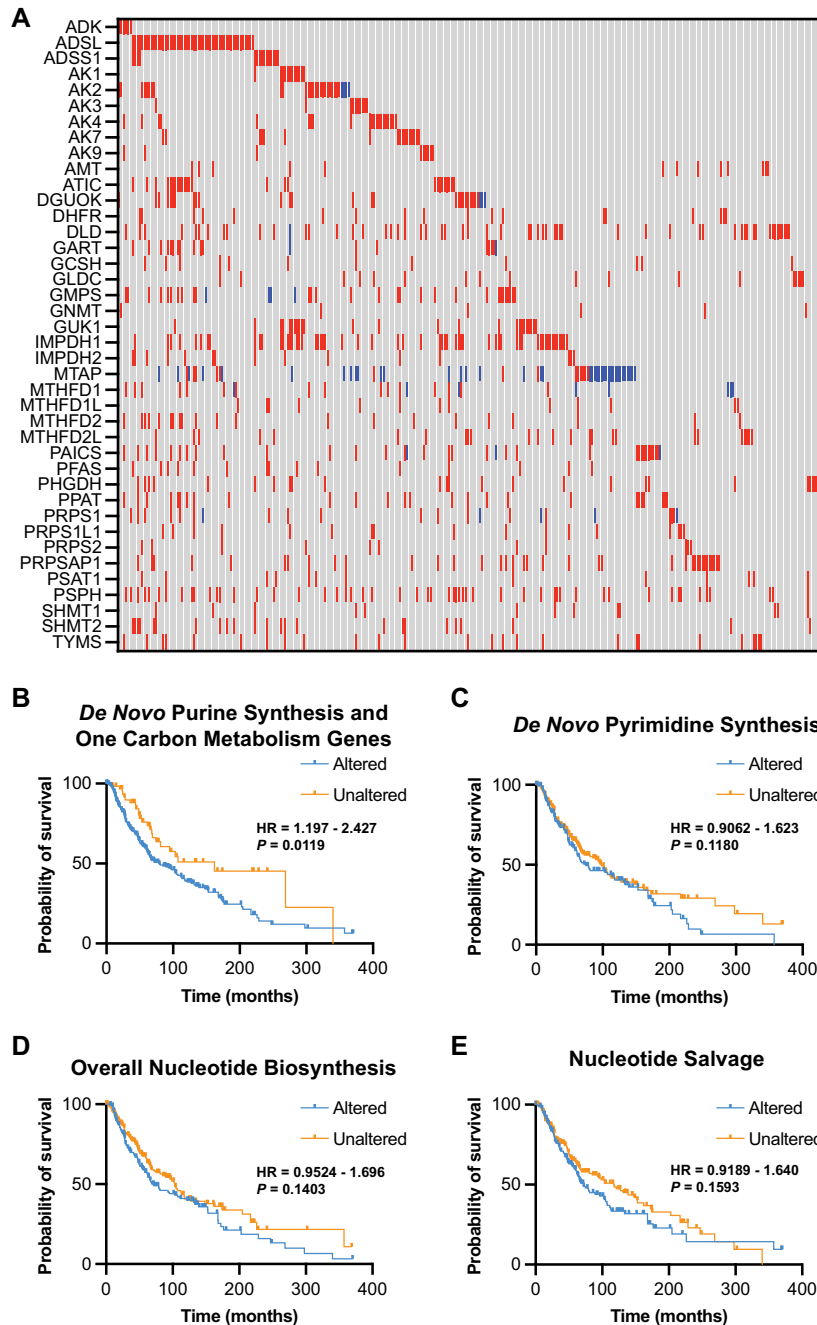 A
ADK
ADSL
ADSS1
AK1
AK2
AK3
AK4
AK7
AK9
AMT
ATIC
DGUOK
DHFR
DLD
GART
GCSH
GLDC
GMPS
GNMT
GUK1
IMPDH1
IMPDH2
MTAP
MTHFD1
MTHFD1L
MTHFD2
MTHFD2L
PAICS
PFAS
PHGDH
PPAT
PRPS1
PRPS1L1
PRPS2
PRPSAP1
PSAT1
PSPH
SHMT1
SHMT2
TYMS
B
De Novo Purine Synthesis and
One Carbon Metabolism Genes
Altered
Unaltered
HR = 1.197 - 2.427
P = 0.0119
Probability of survival
100
50
0
0 100 200 300 400
Time (months)
C
De Novo Pyrimidine Synthesis
Altered
Unaltered
HR = 0.9062 - 1.623
P = 0.1180
Probability of survival
100
50
0
0 100 200 300 400
Time (months)
D
Overall Nucleotide Biosynthesis
Altered
Unaltered
HR = 0.9524 - 1.696
P = 0.1403
Probability of survival
100
50
0
0 100 200 300 400
Time (months)
E
Nucleotide Salvage
Altered
Unaltered
HR = 0.9189 - 1.640
P = 0.1593
Probability of survival
100
50
0
0 100 200 300 400
Time (months)